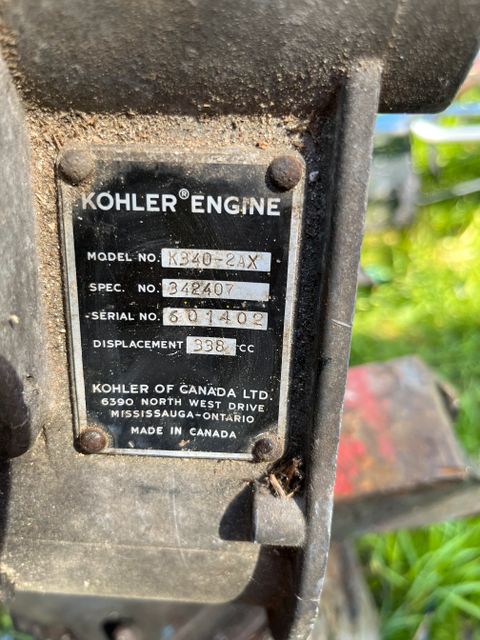 KOHLER® ENGINE
MODEL NO. K340-2AX
SPEC. NO. 342407
SERIAL NO. 601402
DISPLACEMENT 338 CC
KOHLER OF CANADA LTD.
6390 NORTH WEST DRIVE
MISSISSAUGA-ONTARIO
MADE IN CANADA